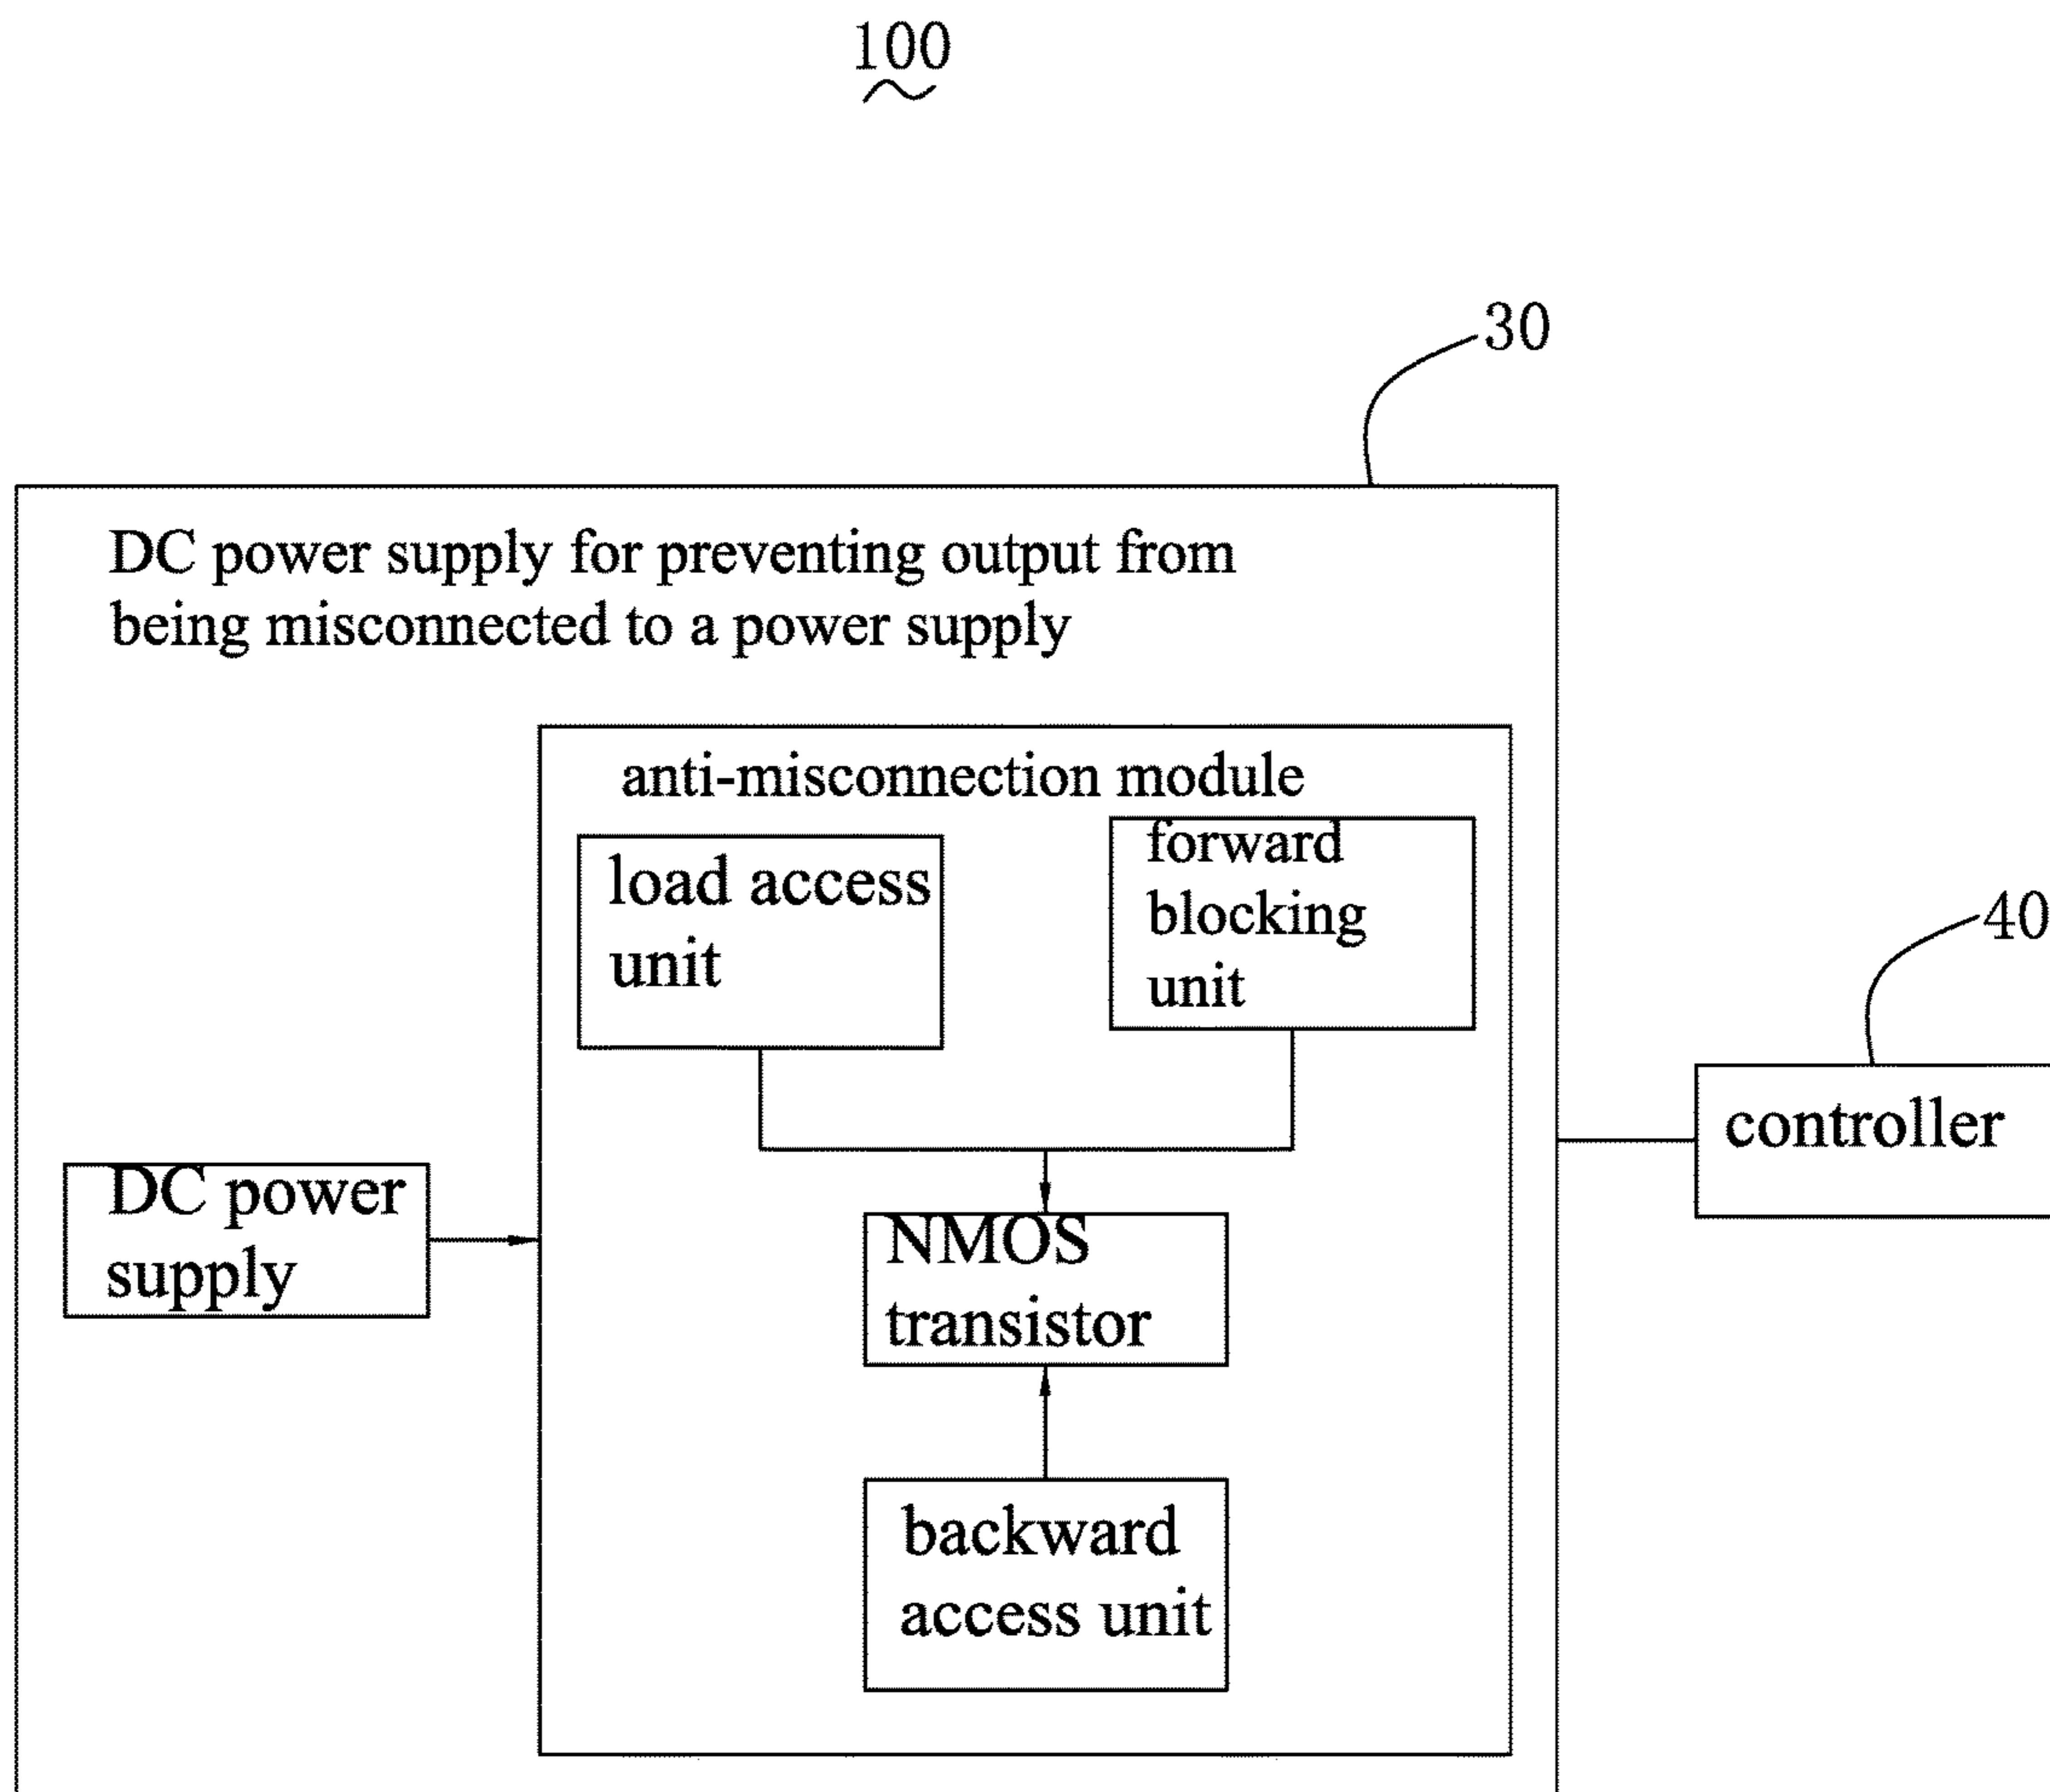 100
30
DC power supply for preventing output from
being misconnected to a power supply
anti-misconnection module
load access
unit
forward
blocking
unit
40
controller
DC power
supply
NMOS
transistor
backward
access unit